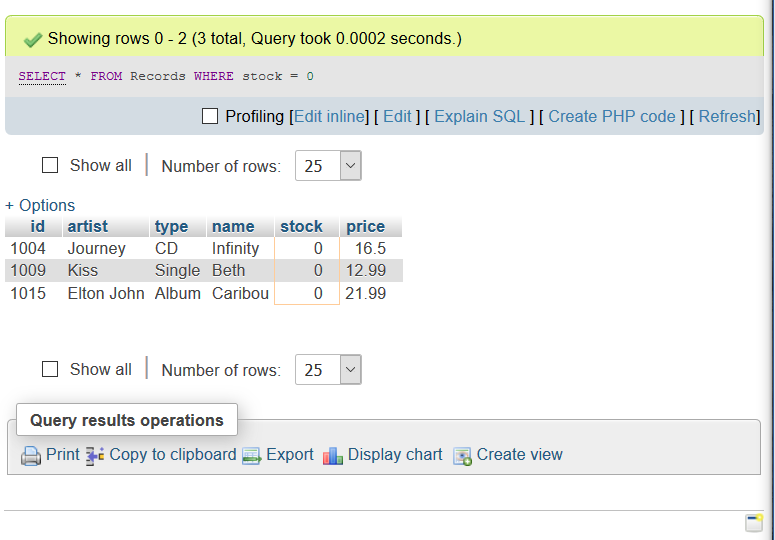 Showing rows 0 - 2 (3 total, Query took 0.0002 seconds.)
SELECT * FROM Records WHERE stock = 0
Profiling [Edit inline] [ Edit ] [ Explain SQL ] [ Create PHP code ] [ Refresh]
Show all | Number of rows: 25
+ Options
id artist type name stock price
1004 Journey CD Infinity 0 16.5
1009 Kiss Single Beth 0 12.99
1015 Elton John Album Caribou 0 21.99
Show all | Number of rows: 25
Query results operations
Print Copy to clipboard Export Display chart Create view